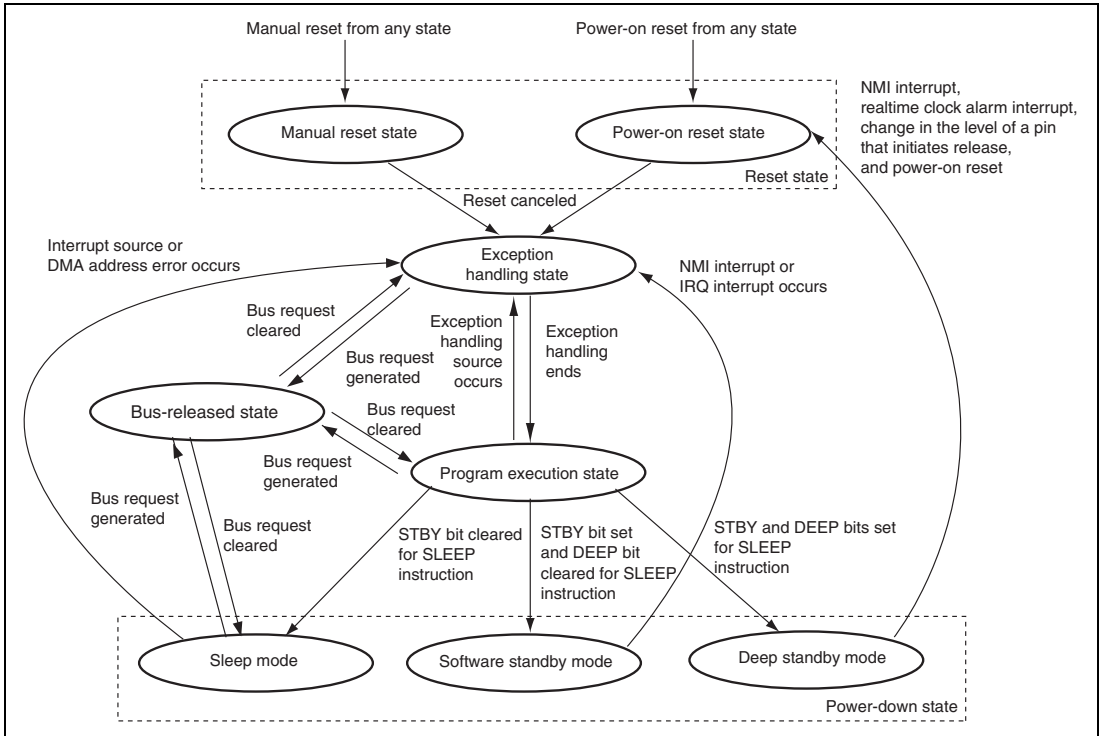 Manual reset from any state
Power-on reset from any state
NMI interrupt,
realtime clock alarm interrupt,
change in the level of a pin
that initiates release,
and power-on reset
Manual reset state
Power-on reset state
Reset state
Reset canceled
Interrupt source or
DMA address error occurs
Exception
handling state
NMI interrupt or
IRQ interrupt occurs
Bus request
cleared
Bus request
generated
Exception
handling
source
occurs
Exception
handling
ends
Bus-released state
Bus request
cleared
Bus request
generated
Program execution state
Bus request
generated
Bus request
cleared
STBY bit cleared
for SLEEP
instruction
STBY bit set
and DEEP bit
cleared for SLEEP
instruction
STBY and DEEP bits set
for SLEEP
instruction
Sleep mode
Software standby mode
Deep standby mode
Power-down state